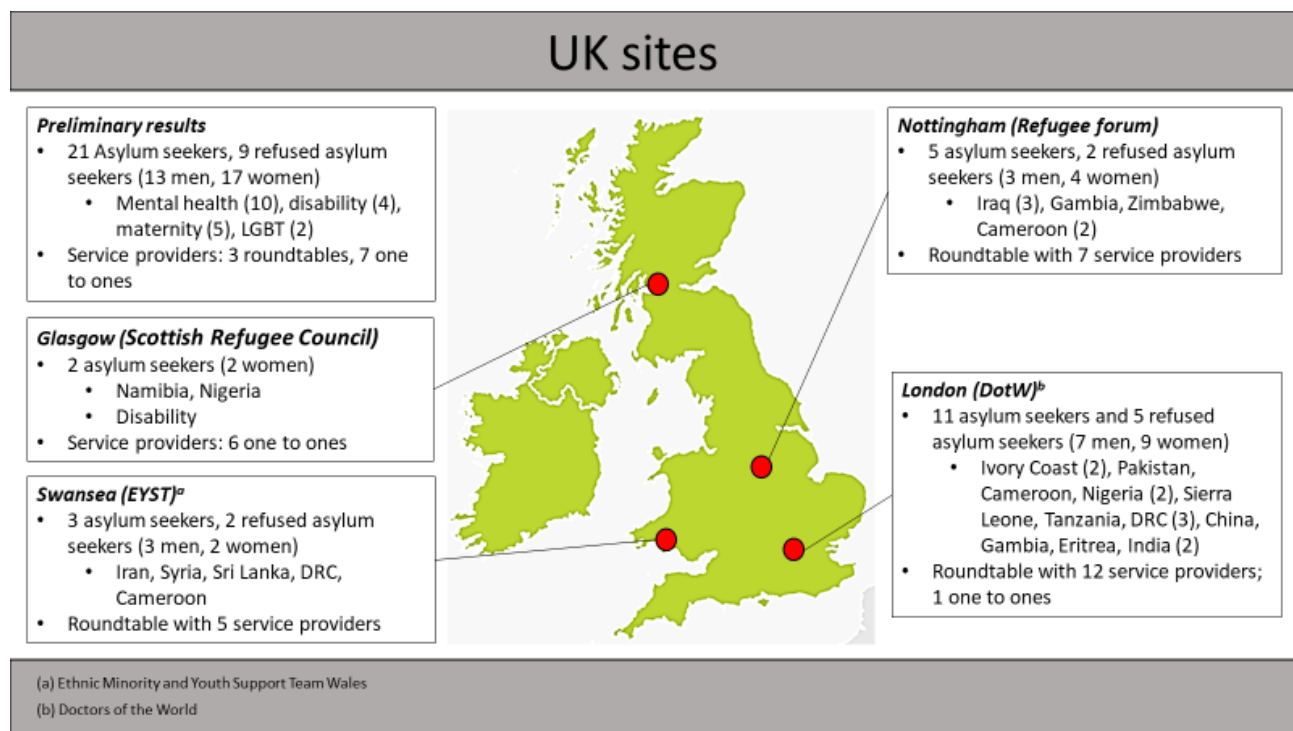 UK sites
Preliminary results
• 21 Asylum seekers, 9 refused asylum
seekers (13 men, 17 women)
• Mental health (10), disability (4),
maternity (5), LGBT (2)
• Service providers: 3 roundtables, 7 one
to ones
Glasgow (Scottish Refugee Council)
• 2 asylum seekers (2 women)
• Namibia, Nigeria
• Disability
• Service providers: 6 one to ones
Swansea (EYST)a
• 3 asylum seekers, 2 refused asylum
seekers (3 men, 2 women)
• Iran, Syria, Sri Lanka, DRC,
Cameroon
• Roundtable with 5 service providers
Nottingham (Refugee forum)
• 5 asylum seekers, 2 refused asylum
seekers (3 men, 4 women)
• Iraq (3), Gambia, Zimbabwe,
Cameroon (2)
• Roundtable with 7 service providers
London (DotW)b
• 11 asylum seekers and 5 refused
asylum seekers (7 men, 9 women)
• Ivory Coast (2), Pakistan,
Cameroon, Nigeria (2), Sierra
Leone, Tanzania, DRC (3), China,
Gambia, Eritrea, India (2)
• Roundtable with 12 service providers;
1 one to ones
(a) Ethnic Minority and Youth Support Team Wales
(b) Doctors of the World